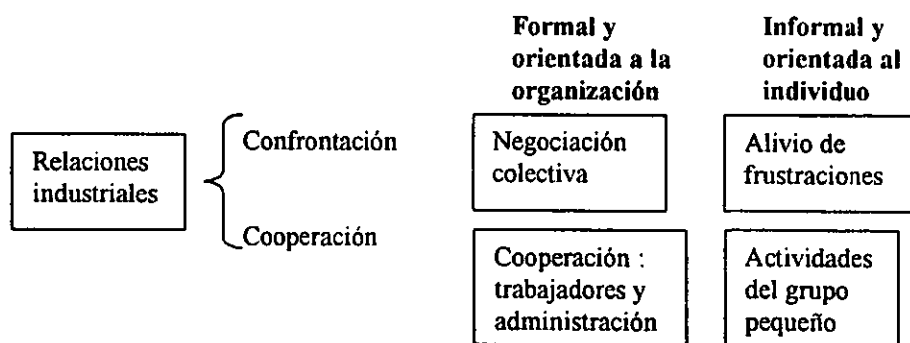 Formal y
orientada a la
organización
Informal y
orientada al
individuo
Relaciones
industriales
Confrontación
Negociación
colectiva
Alivio de
frustraciones
Cooperación
Cooperación :
trabajadores y
administración
Actividades
del grupo
pequeño